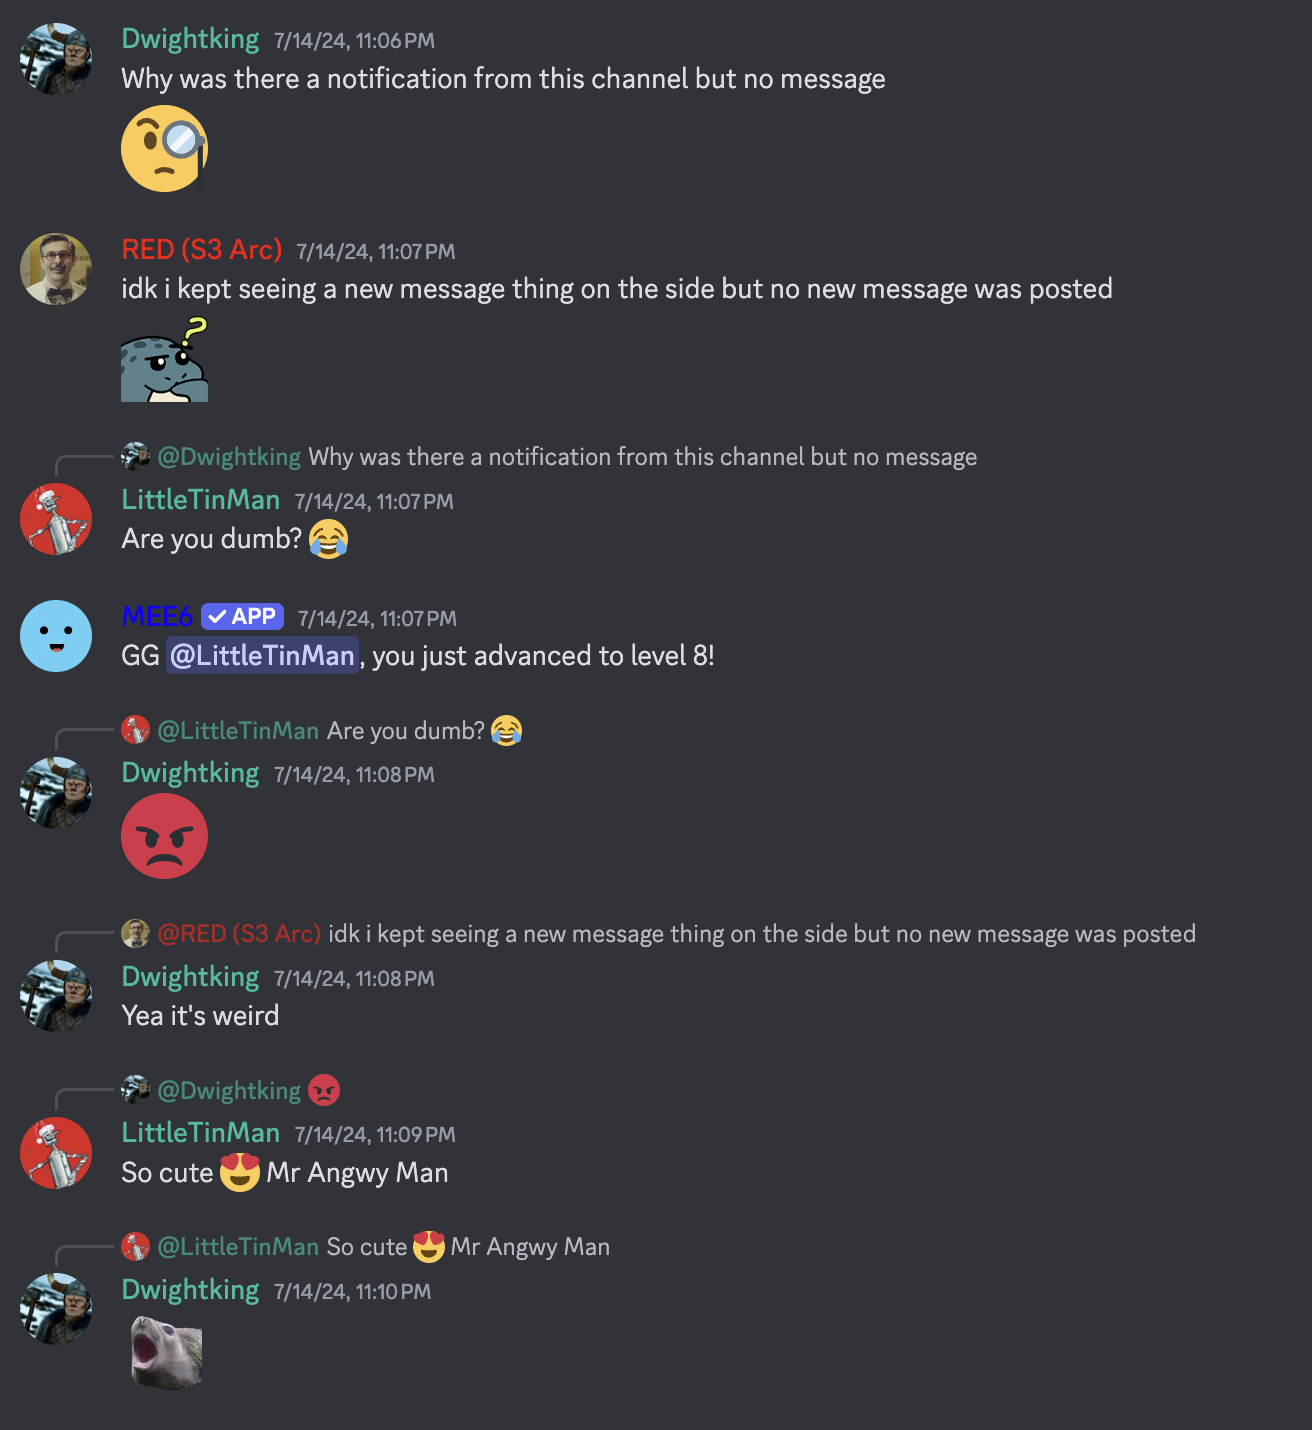 Dwightking 7/14/24, 11:06 PM
Why was there a notification from this channel but no message
RED (S3 Arc) 7/14/24, 11:07 PM
idk i kept seeing a new message thing on the side but no new message was posted
@Dwightking Why was there a notification from this channel but no message
LittleTinMan 7/14/24, 11:07 PM
Are you dumb? 😂
MEE6 ✓ APP 7/14/24, 11:07 PM
GG @LittleTinMan, you just advanced to level 8!
@LittleTinMan Are you dumb? 😂
Dwightking 7/14/24, 11:08 PM
@RED (S3 Arc) idk i kept seeing a new message thing on the side but no new message was posted
Dwightking 7/14/24, 11:08 PM
Yea it's weird
@Dwightking 😡
LittleTinMan 7/14/24, 11:09 PM
So cute 😍 Mr Angwy Man
@LittleTinMan So cute 😍 Mr Angwy Man
Dwightking 7/14/24, 11:10 PM